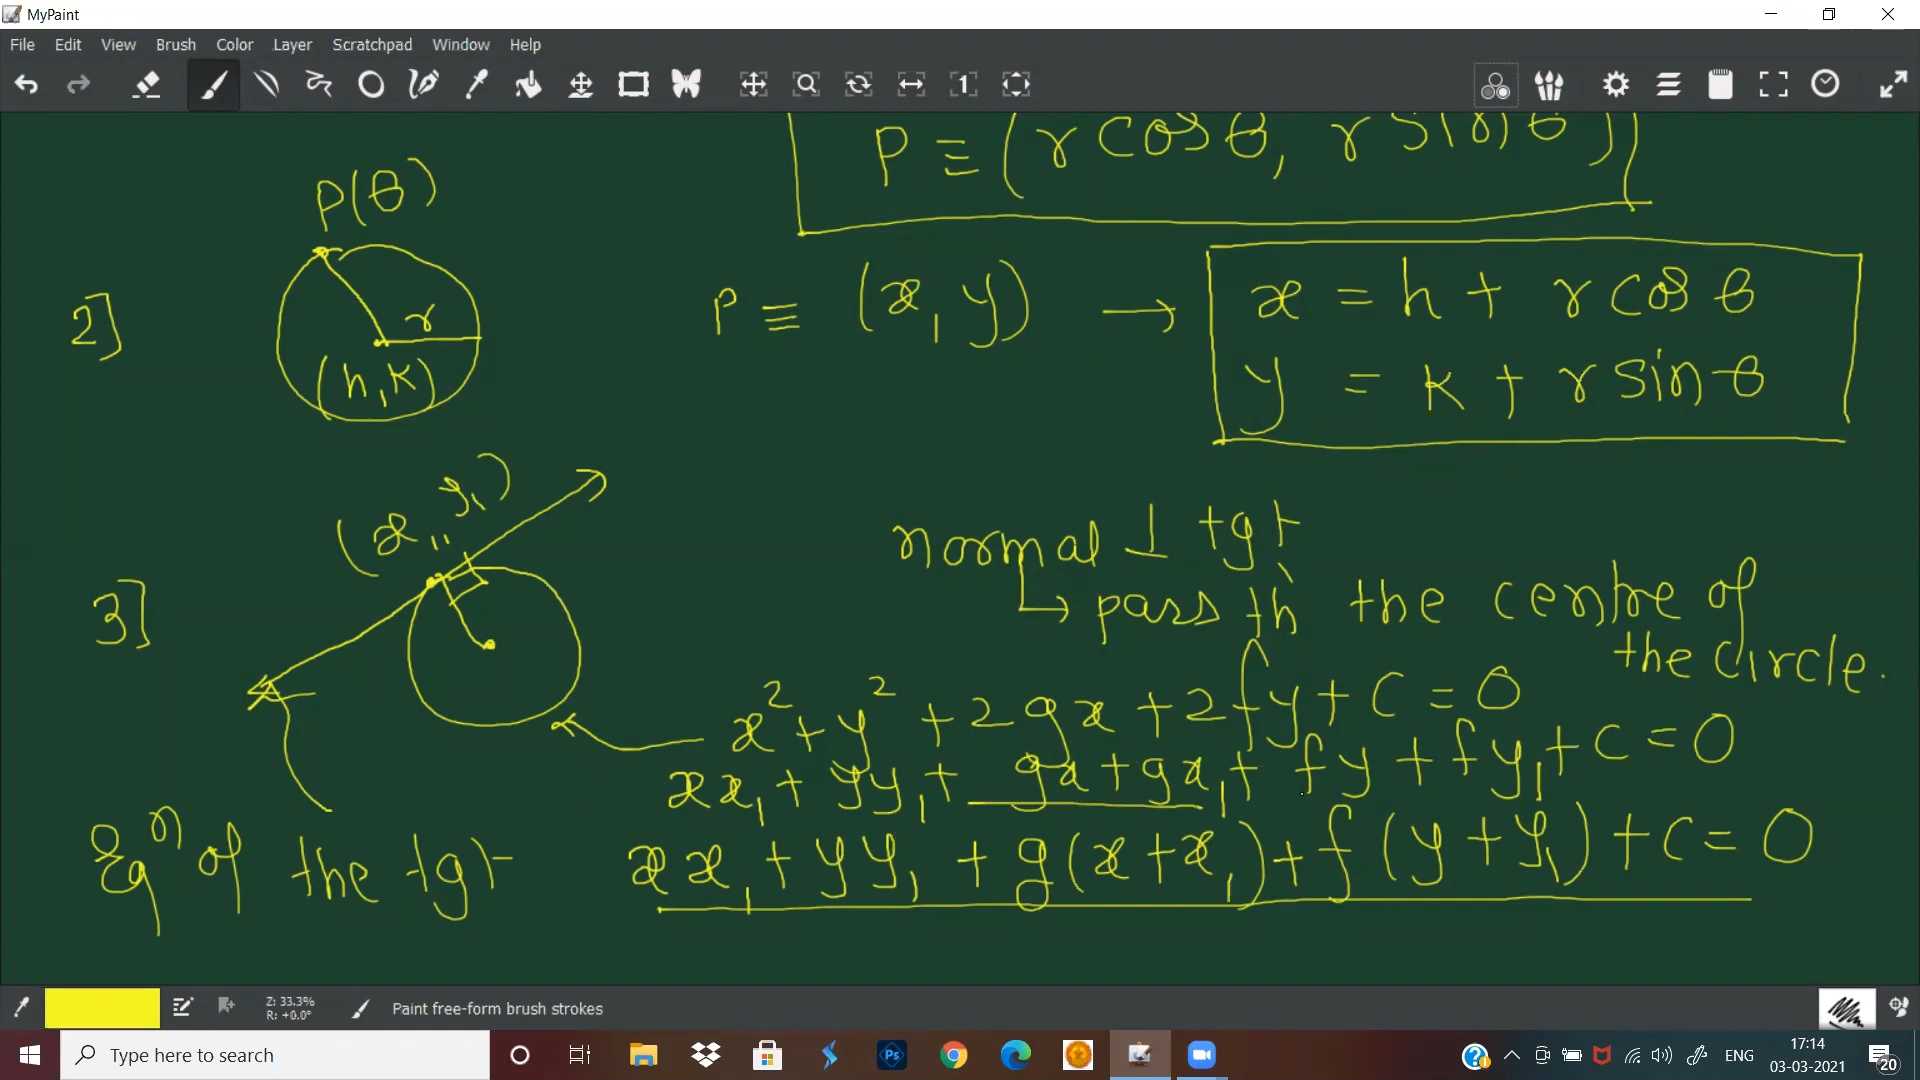 MyPaint
File Edit View Brush Color Layer Scratchpad Window Help
P ≡ (r cos θ, r sin θ)
P(θ)
2]
r
(h, k)
P ≡ (x, y) → x = h + r cos θ
y = k + r sin θ
(x₁, y₁)
3]
normal ⊥ tgt
↳ pass th' the centre of
the circle.
x² + y² + 2gx + 2fy + c = 0
xx₁ + yy₁ + gx + gx₁ + fy + fy₁ + c = 0
Eqⁿ of the tgt xx₁ + yy₁ + g(x + x₁) + f(y + y₁) + c = 0
Z: 33.3%
R: +0.0°
Paint free-form brush strokes
Type here to search
Ps
ENG
17:14
03-03-2021
20